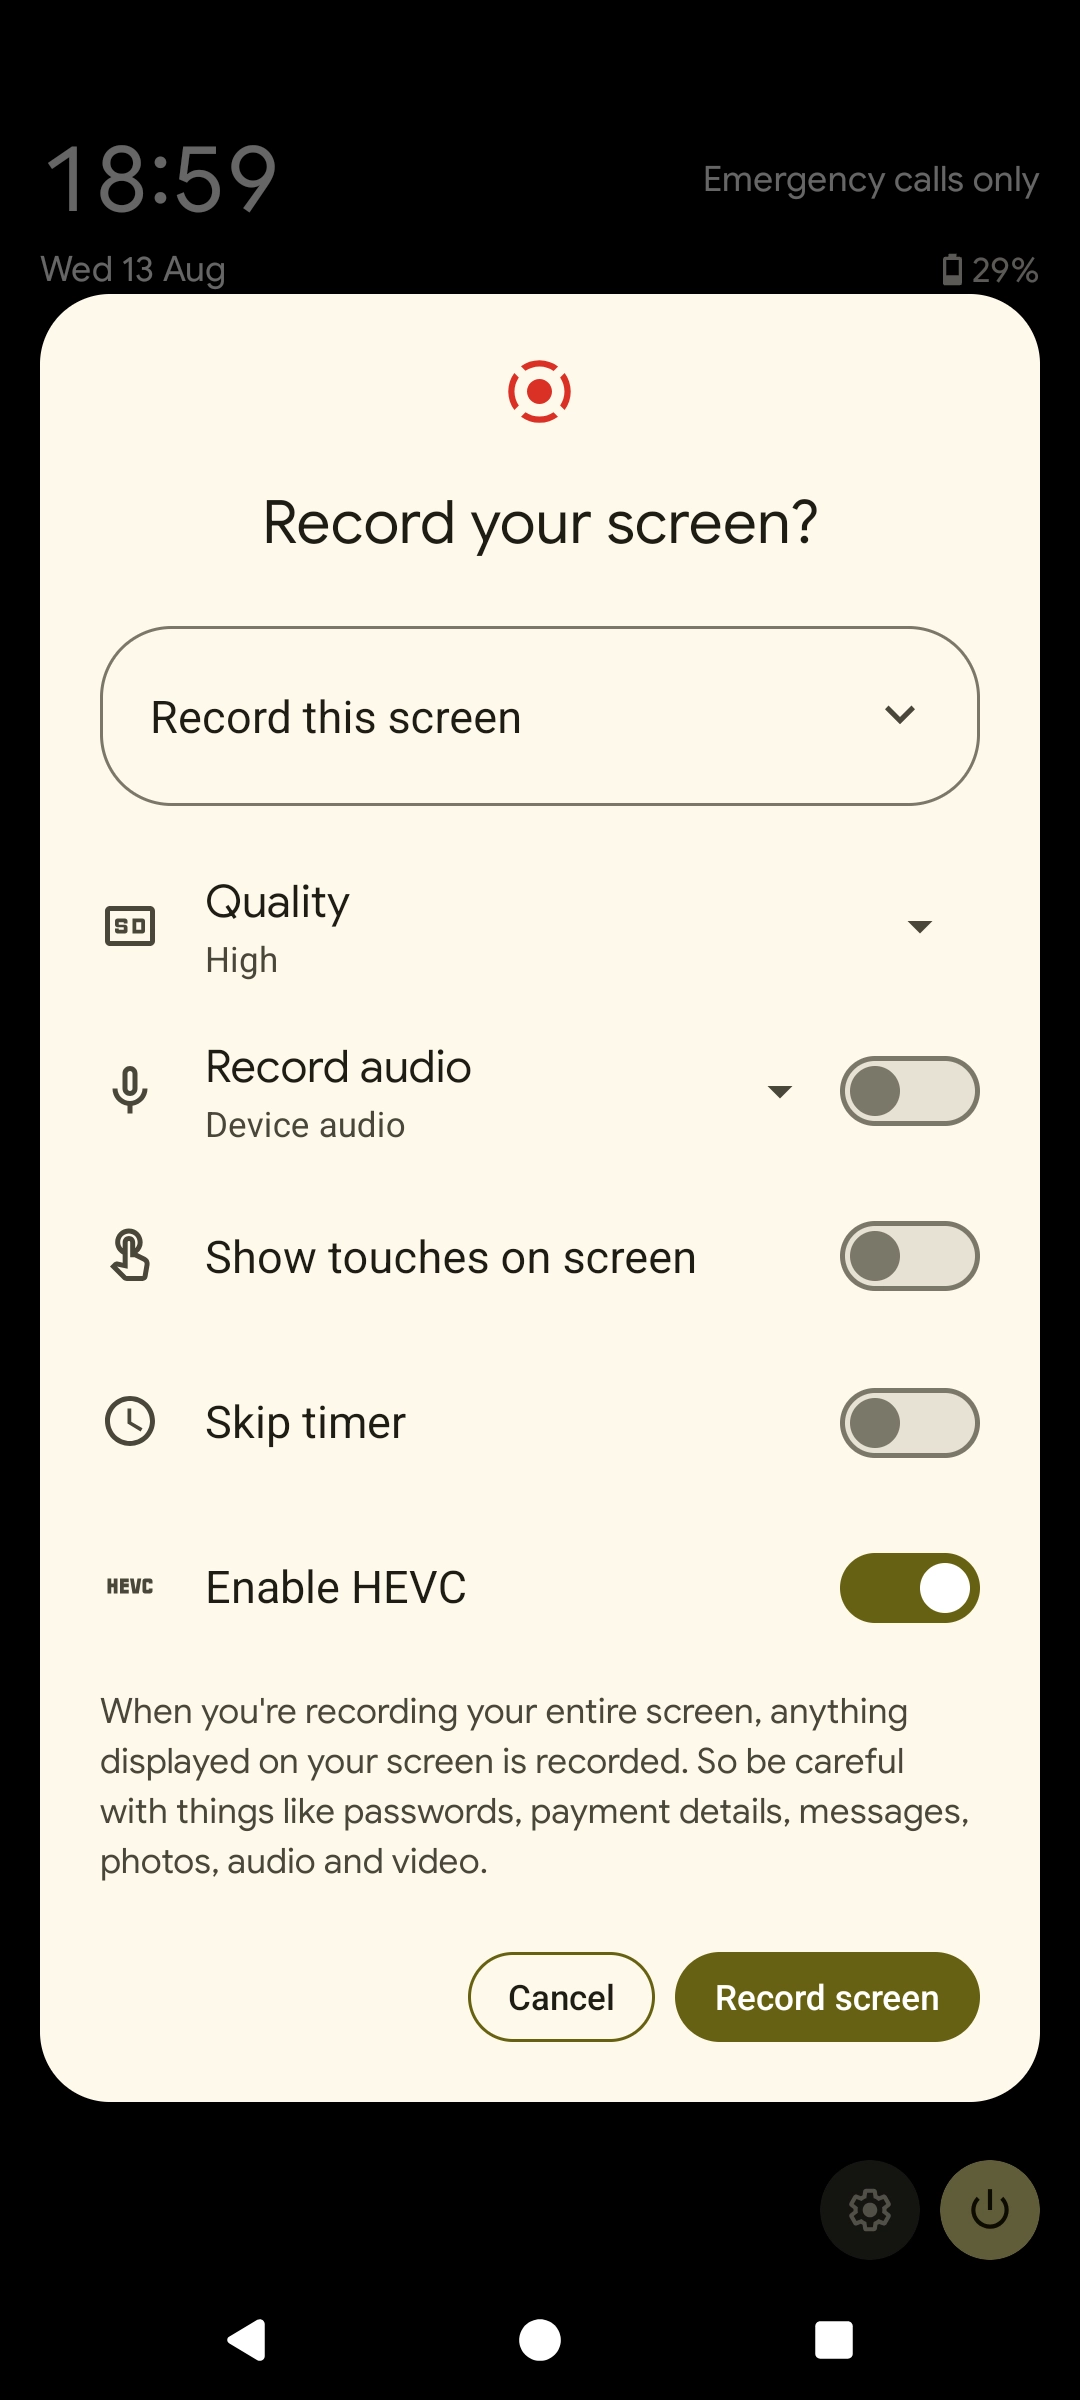 18:59
Emergency calls only
Wed 13 Aug
29%
Record your screen?
Record this screen
SD
Quality
High
Record audio
Device audio
Show touches on screen
Skip timer
HEVC
Enable HEVC
When you're recording your entire screen, anything
displayed on your screen is recorded. So be careful
with things like passwords, payment details, messages,
photos, audio and video.
Cancel
Record screen